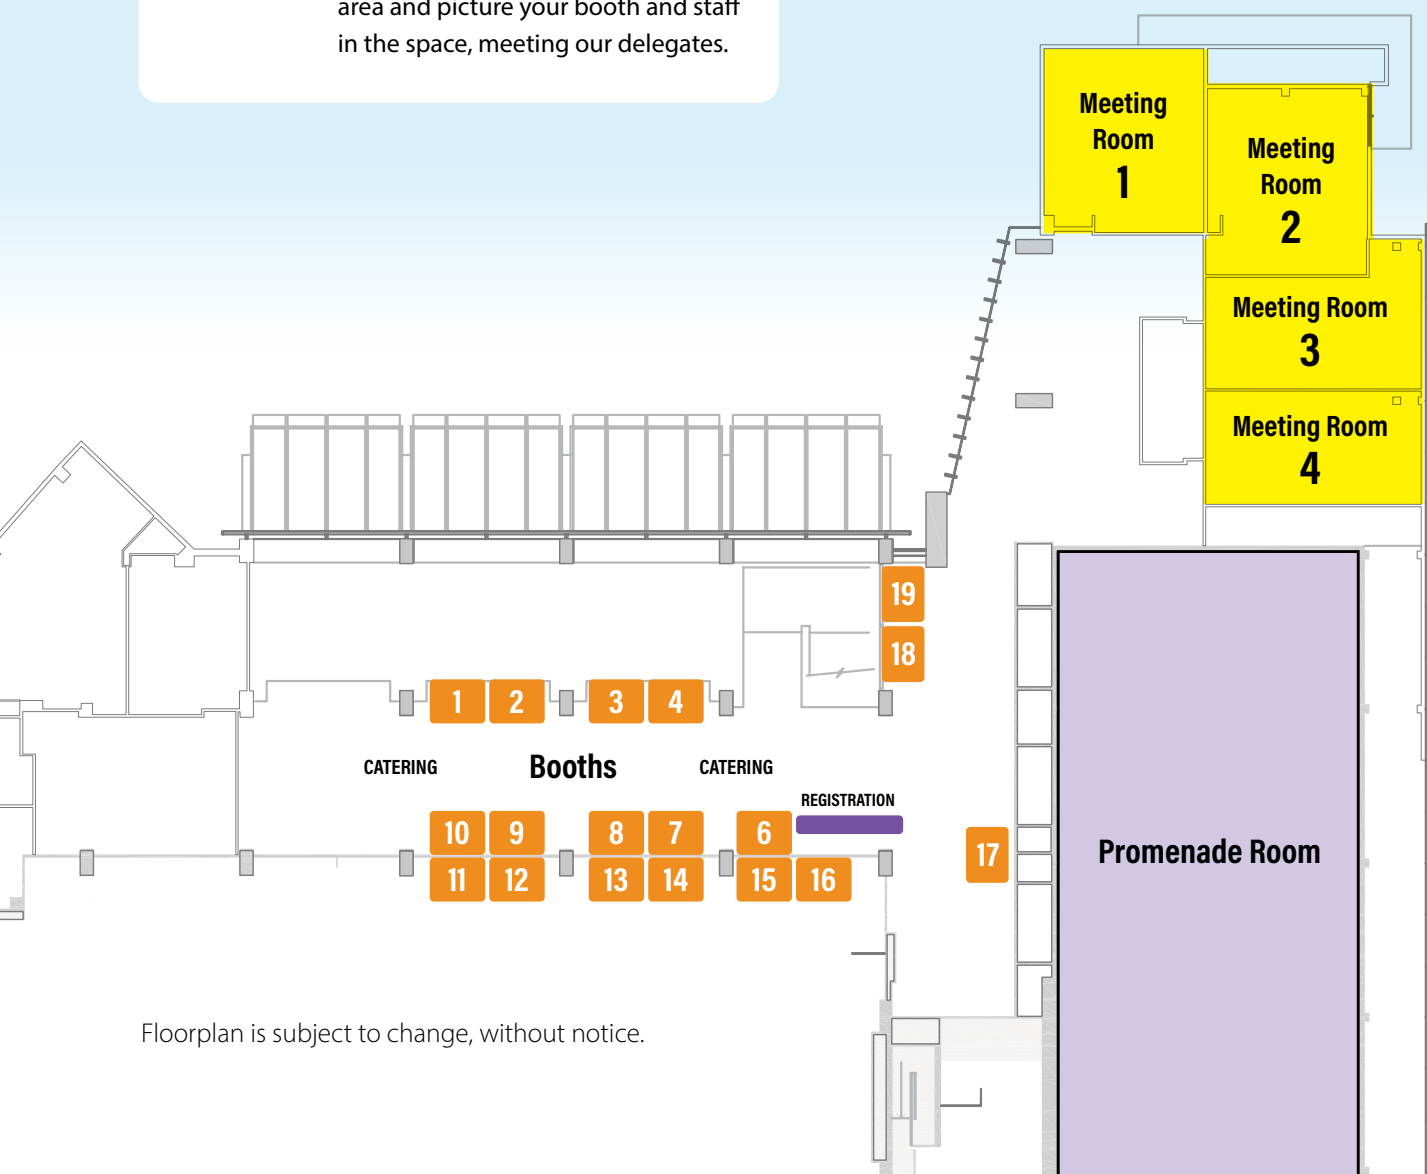 area and picture your booth and staff
in the space, meeting our delegates.
Meeting
Room
1
Meeting
Room
2
Meeting Room
3
Meeting Room
4
19
18
1 2 3 4
CATERING Booths CATERING
REGISTRATION
10 9 8 7 6
17
11 12 13 14 15 16
Promenade Room
Floorplan is subject to change, without notice.